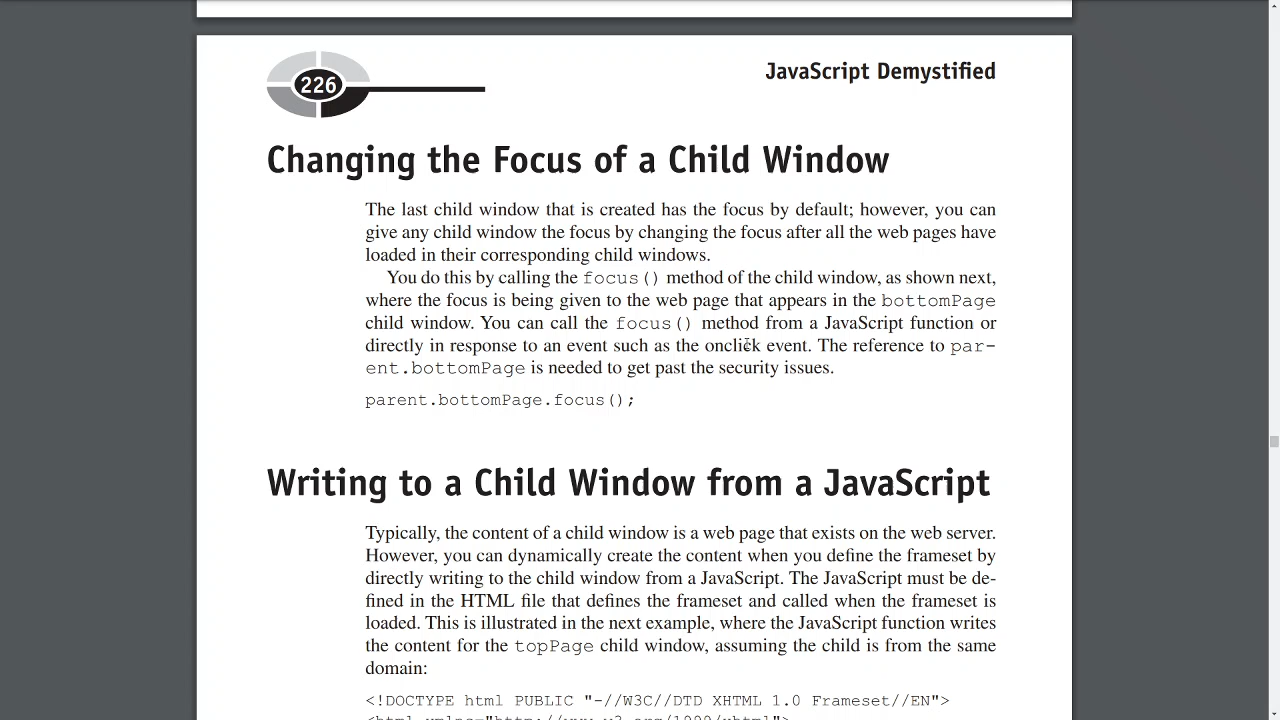 226
JavaScript Demystified
Changing the Focus of a Child Window
The last child window that is created has the focus by default; however, you can
give any child window the focus by changing the focus after all the web pages have
loaded in their corresponding child windows.
You do this by calling the focus() method of the child window, as shown next,
where the focus is being given to the web page that appears in the bottomPage
child window. You can call the focus() method from a JavaScript function or
directly in response to an event such as the onclick event. The reference to par-
ent.bottomPage is needed to get past the security issues.
parent.bottomPage.focus();
Writing to a Child Window from a JavaScript
Typically, the content of a child window is a web page that exists on the web server.
However, you can dynamically create the content when you define the frameset by
directly writing to the child window from a JavaScript. The JavaScript must be de-
fined in the HTML file that defines the frameset and called when the frameset is
loaded. This is illustrated in the next example, where the JavaScript function writes
the content for the topPage child window, assuming the child is from the same
domain:
<!DOCTYPE html PUBLIC "-//W3C//DTD XHTML 1.0 Frameset//EN">
<html xmlns="http://www.w3.org/1999/xhtml">